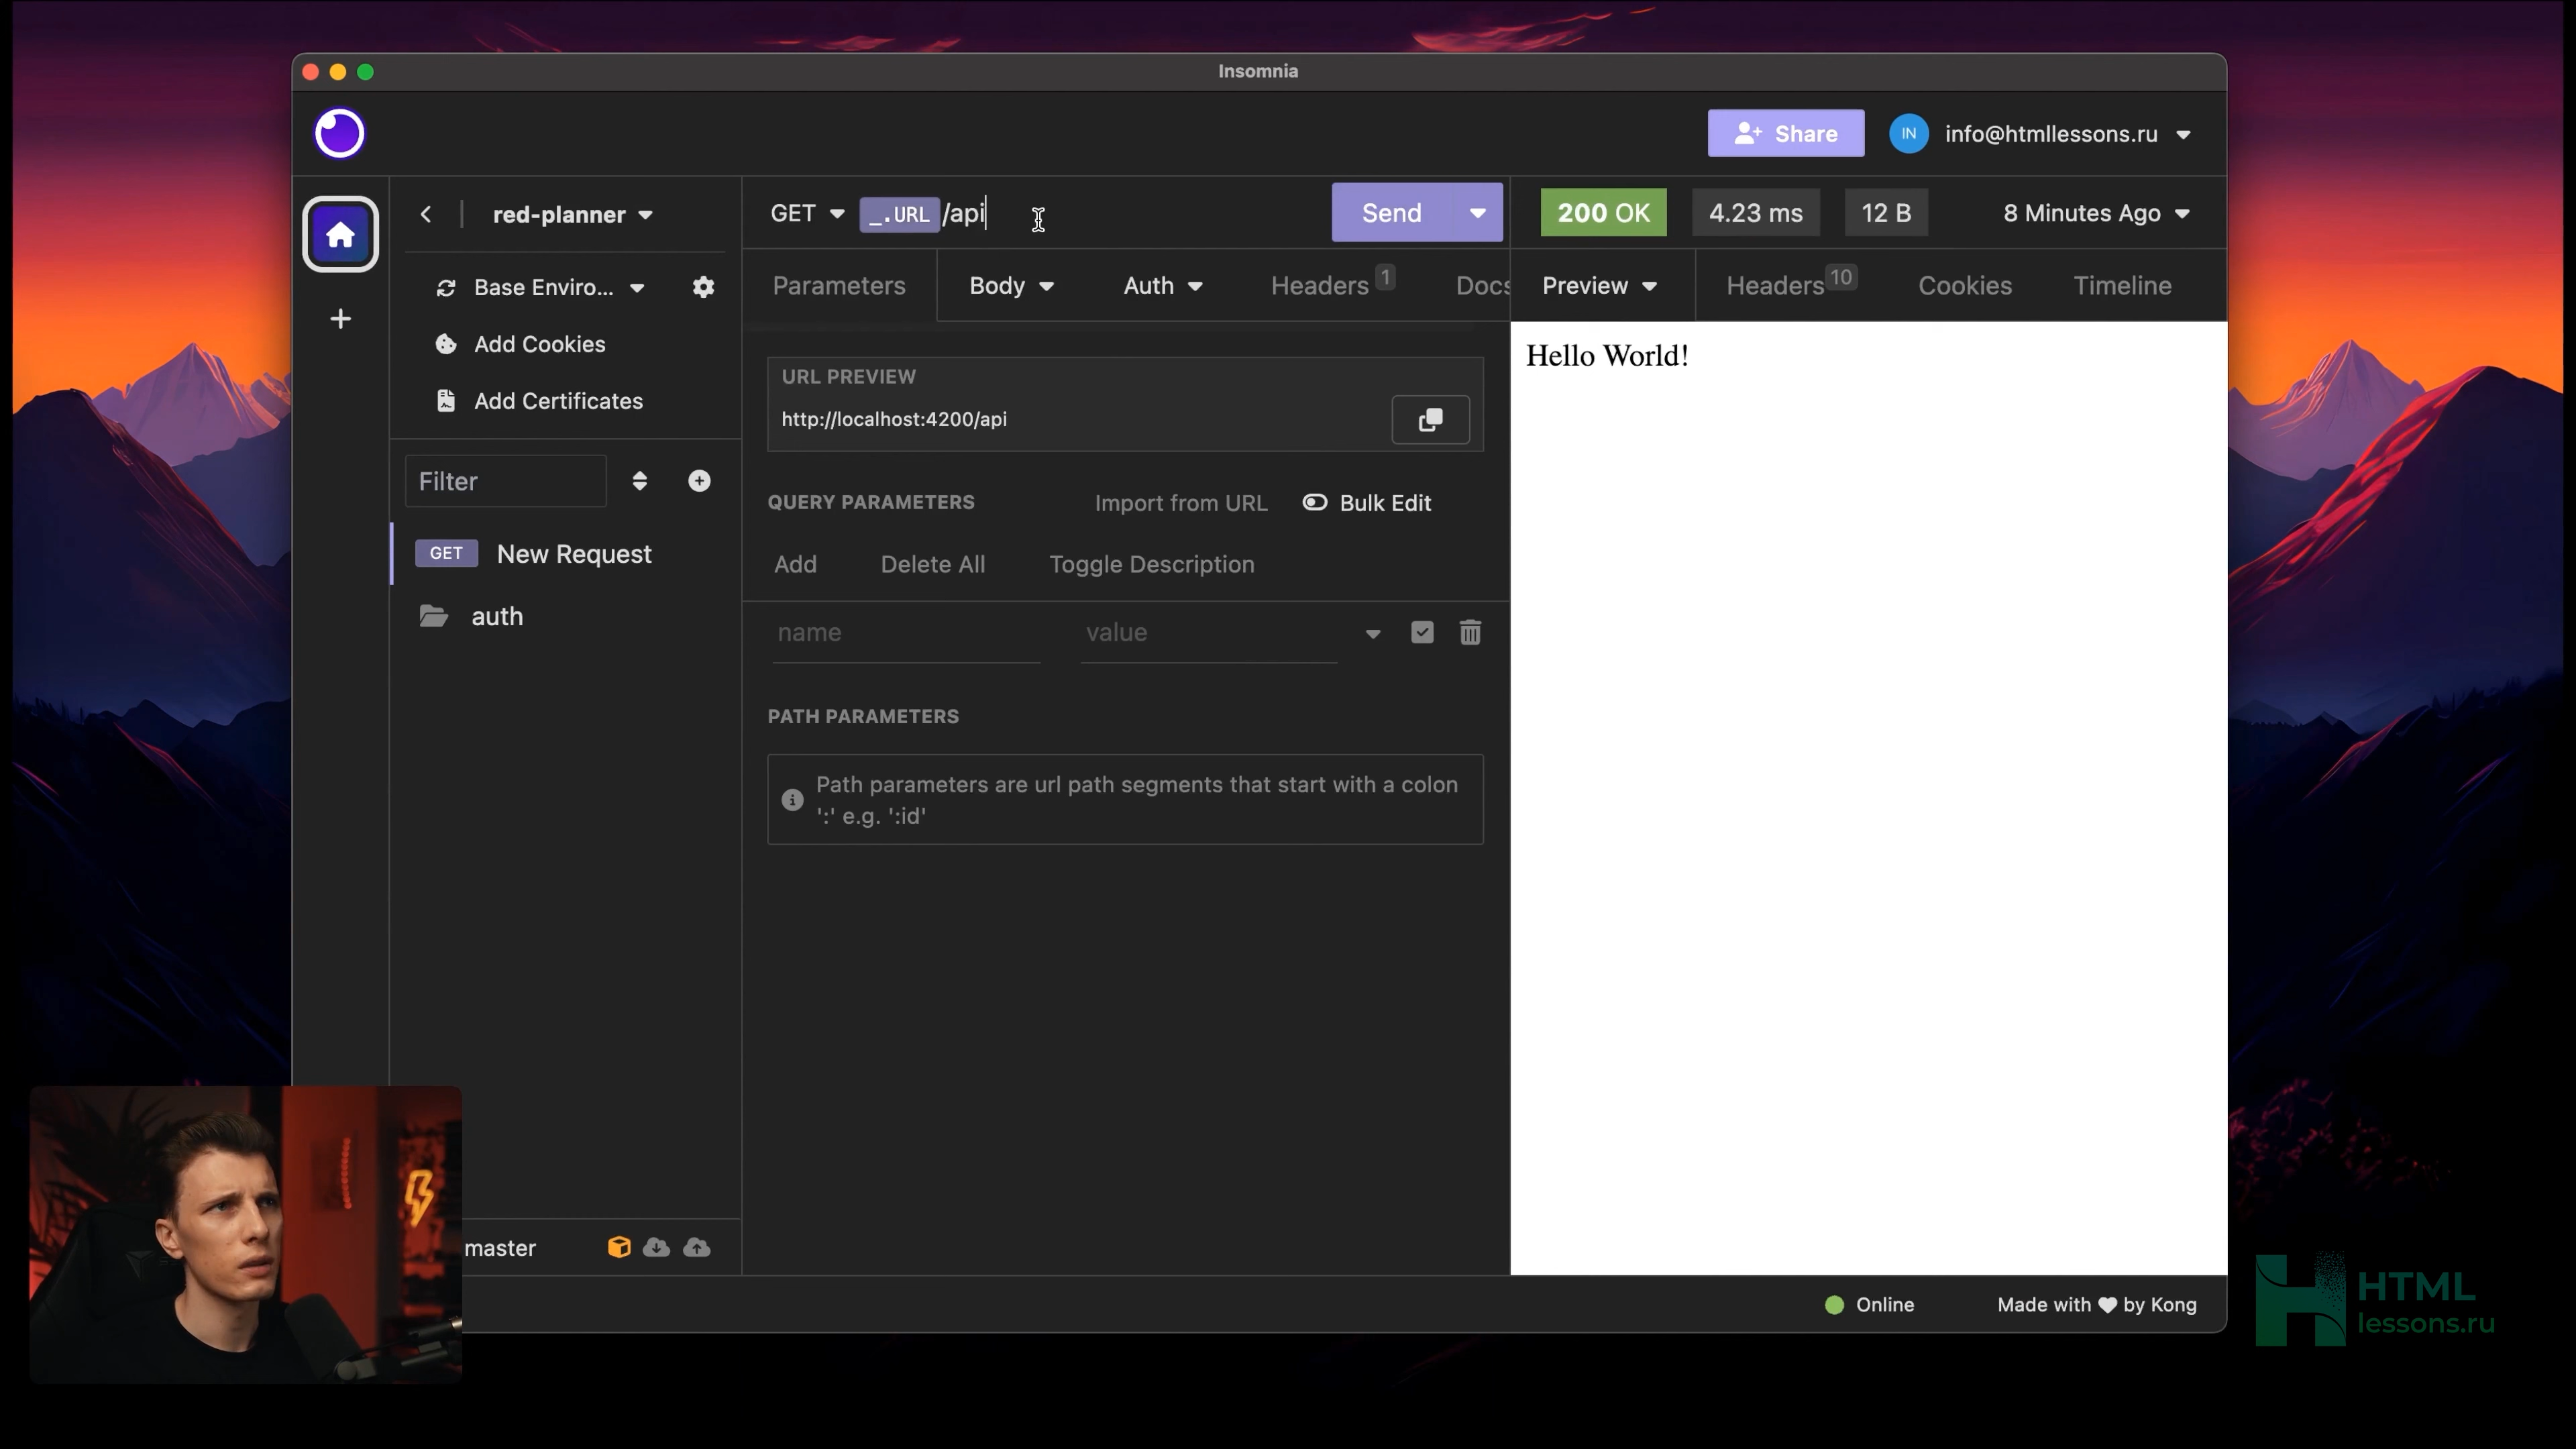 Insomnia
Share
IN
info@htmllessons.ru
red-planner
GET
_.URL
/api
Send
200 OK
4.23 ms
12 B
8 Minutes Ago
Base Enviro...
Add Cookies
Add Certificates
Parameters
Body
Auth
Headers 1
Docs
Preview
Headers 10
Cookies
Timeline
Hello World!
URL PREVIEW
http://localhost:4200/api
Filter
QUERY PARAMETERS
Import from URL
Bulk Edit
GET New Request
Add
Delete All
Toggle Description
auth
name
value
PATH PARAMETERS
Path parameters are url path segments that start with a colon
':' e.g. ':id'
master
Online
Made with ♥ by Kong
HTML
lessons.ru